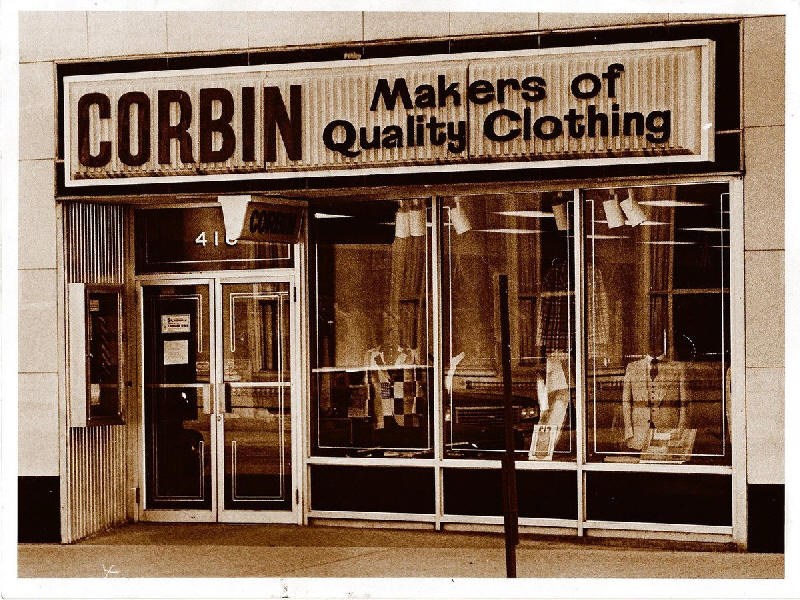 CORBIN
Makers of
Quality Clothing
CORBIN